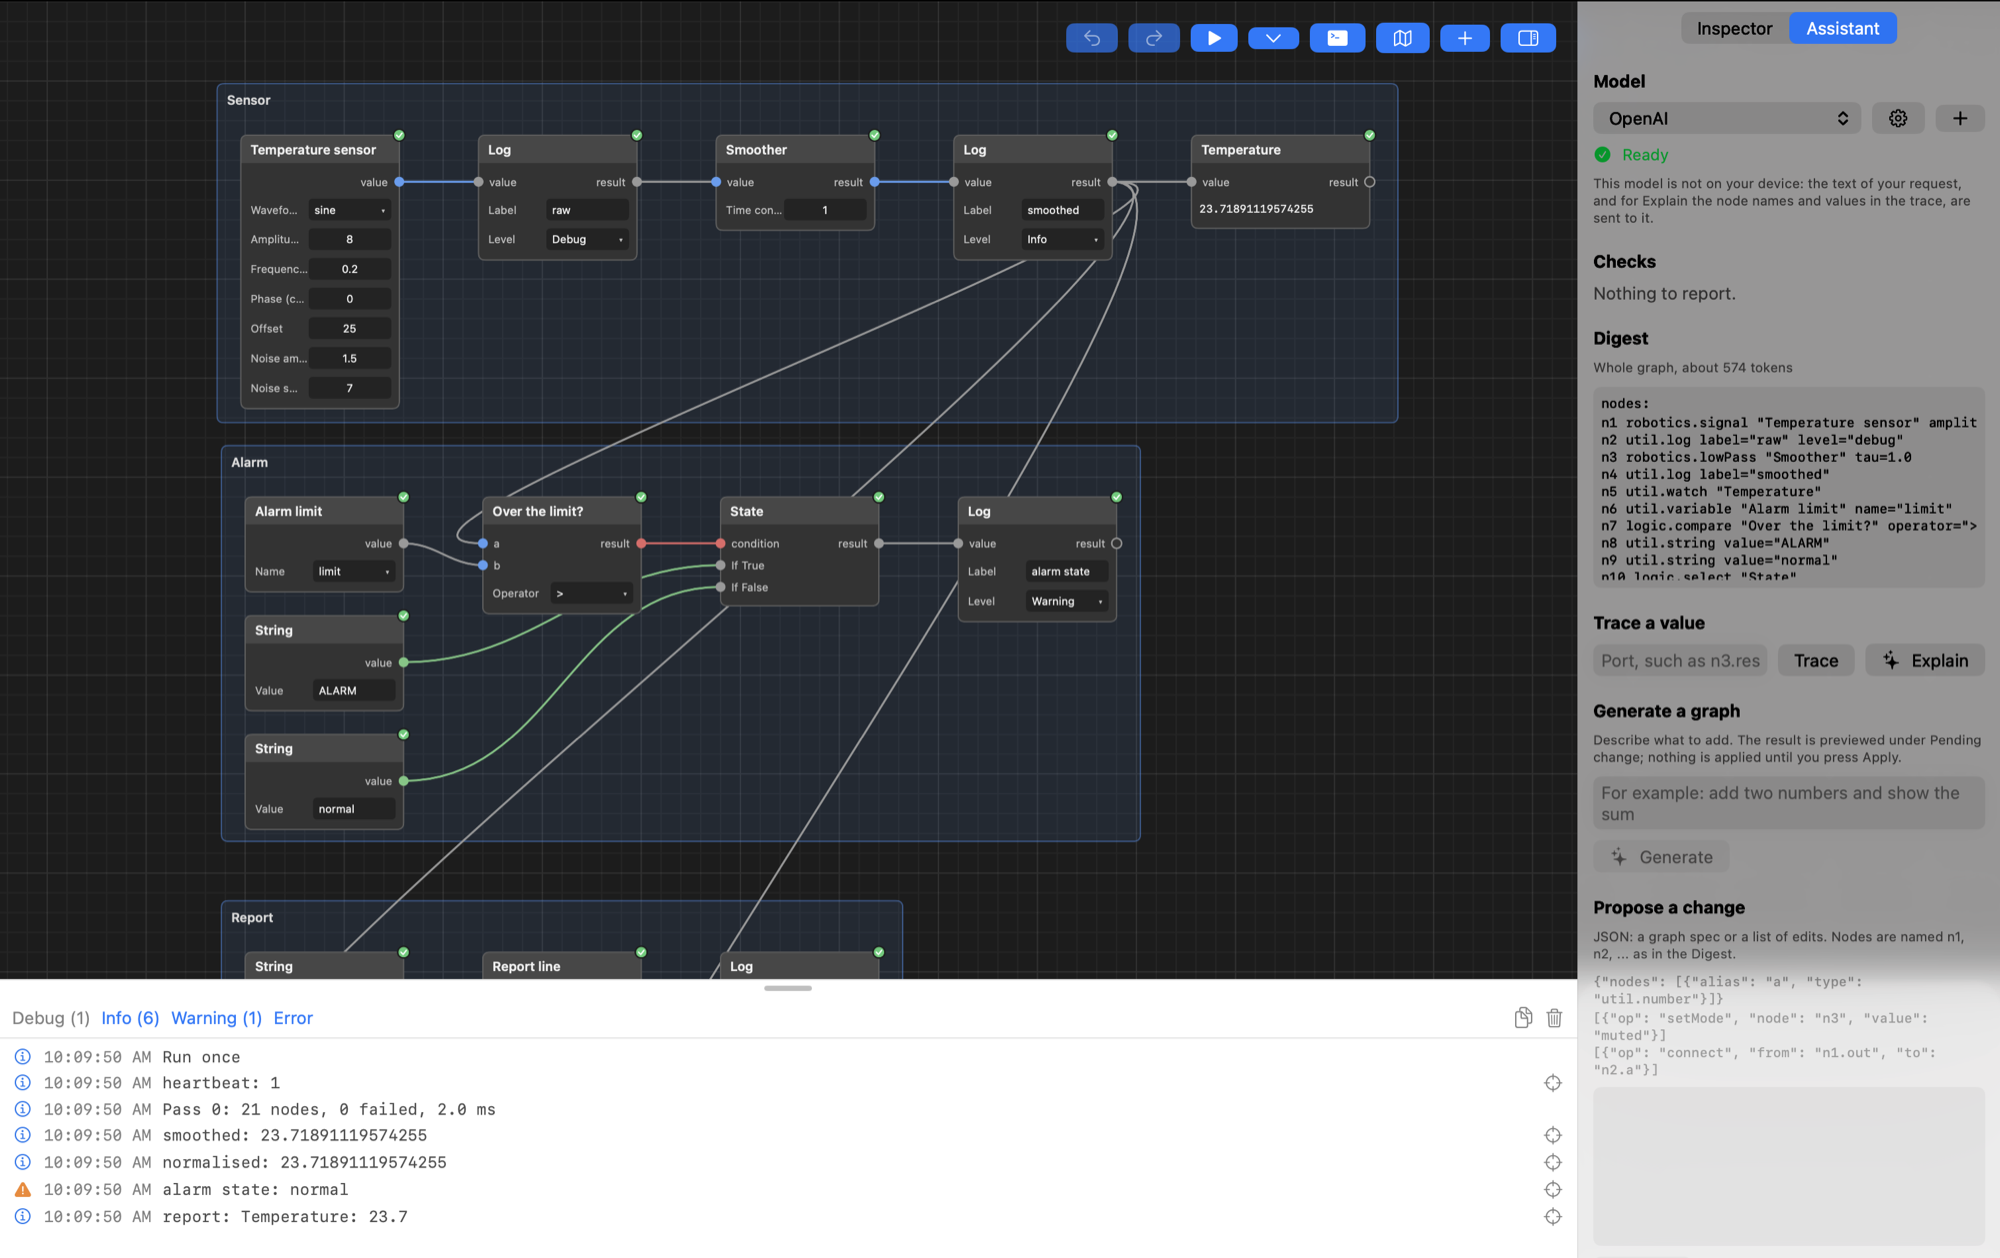 Inspector
Assistant
Sensor
Temperature sensor
value
Wavefo...
sine
Amplitu...
8
Frequenc...
0.2
Phase (c...
0
Offset
25
Noise am...
1.5
Noise s...
7
Log
value
result
Label
raw
Level
Debug
Smoother
value
result
Time con...
1
Log
value
result
Label
smoothed
Level
Info
Temperature
value
result
23.71891119574255
Alarm
Alarm limit
value
Name
limit
String
value
Value
ALARM
String
value
Value
normal
Over the limit?
a
result
b
Operator
>
State
condition
result
If True
If False
Log
value
result
Label
alarm state
Level
Warning
Report
String
Report line
Log
Model
OpenAI
Ready
This model is not on your device: the text of your request,
and for Explain the node names and values in the trace, are
sent to it.
Checks
Nothing to report.
Digest
Whole graph, about 574 tokens
nodes:
n1 robotics.signal "Temperature sensor" amplit
n2 util.log label="raw" level="debug"
n3 robotics.lowPass "Smoother" tau=1.0
n4 util.log label="smoothed"
n5 util.watch "Temperature"
n6 util.variable "Alarm limit" name="limit"
n7 logic.compare "Over the limit?" operator=">
n8 util.string value="ALARM"
n9 util.string value="normal"
n10 logic.select "State"
Trace a value
Port, such as n3.res
Trace
Explain
Generate a graph
Describe what to add. The result is previewed under Pending
change; nothing is applied until you press Apply.
For example: add two numbers and show the
sum
Generate
Propose a change
JSON: a graph spec or a list of edits. Nodes are named n1,
n2, ... as in the Digest.
{"nodes": [{"alias": "a", "type":
"util.number"}]}
[{"op": "setMode", "node": "n3", "value":
"muted"}]
[{"op": "connect", "from": "n1.out", "to":
"n2.a"}]
Debug (1) Info (6) Warning (1) Error
10:09:50 AM Run once
10:09:50 AM heartbeat: 1
10:09:50 AM Pass 0: 21 nodes, 0 failed, 2.0 ms
10:09:50 AM smoothed: 23.71891119574255
10:09:50 AM normalised: 23.71891119574255
10:09:50 AM alarm state: normal
10:09:50 AM report: Temperature: 23.7